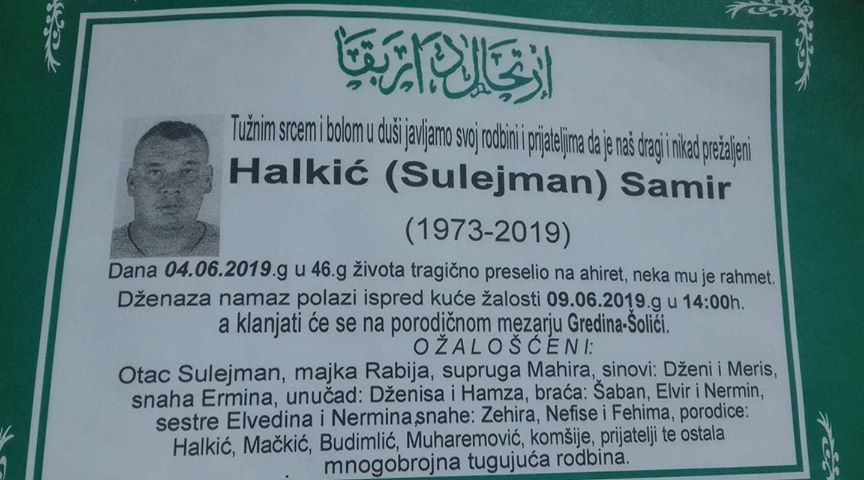 ارتحال دار بقا
Tužnim srcem i bolom u duši javljamo svoj rodbini i prijateljima da je naš dragi i nikad prežaljeni
Halkić (Sulejman) Samir
(1973-2019)
Dana 04.06.2019.g u 46.g života tragično preselio na ahiret, neka mu je rahmet.
Dženaza namaz polazi ispred kuće žalosti 09.06.2019.g u 14:00h.
a klanjati će se na porodičnom mezarju Gredina-Šolići.
OŽALOŠĆENI:
Otac Sulejman, majka Rabija, supruga Mahira, sinovi: Dženi i Meris,
snaha Ermina, unučad: Dženisa i Hamza, braća: Šaban, Elvir i Nermin,
sestre Elvedina i Nermina,snahe: Zehira, Nefise i Fehima, porodice:
Halkić, Mačkić, Budimlić, Muharemović, komšije, prijatelji te ostala
mnogobrojna tugujuća rodbina.